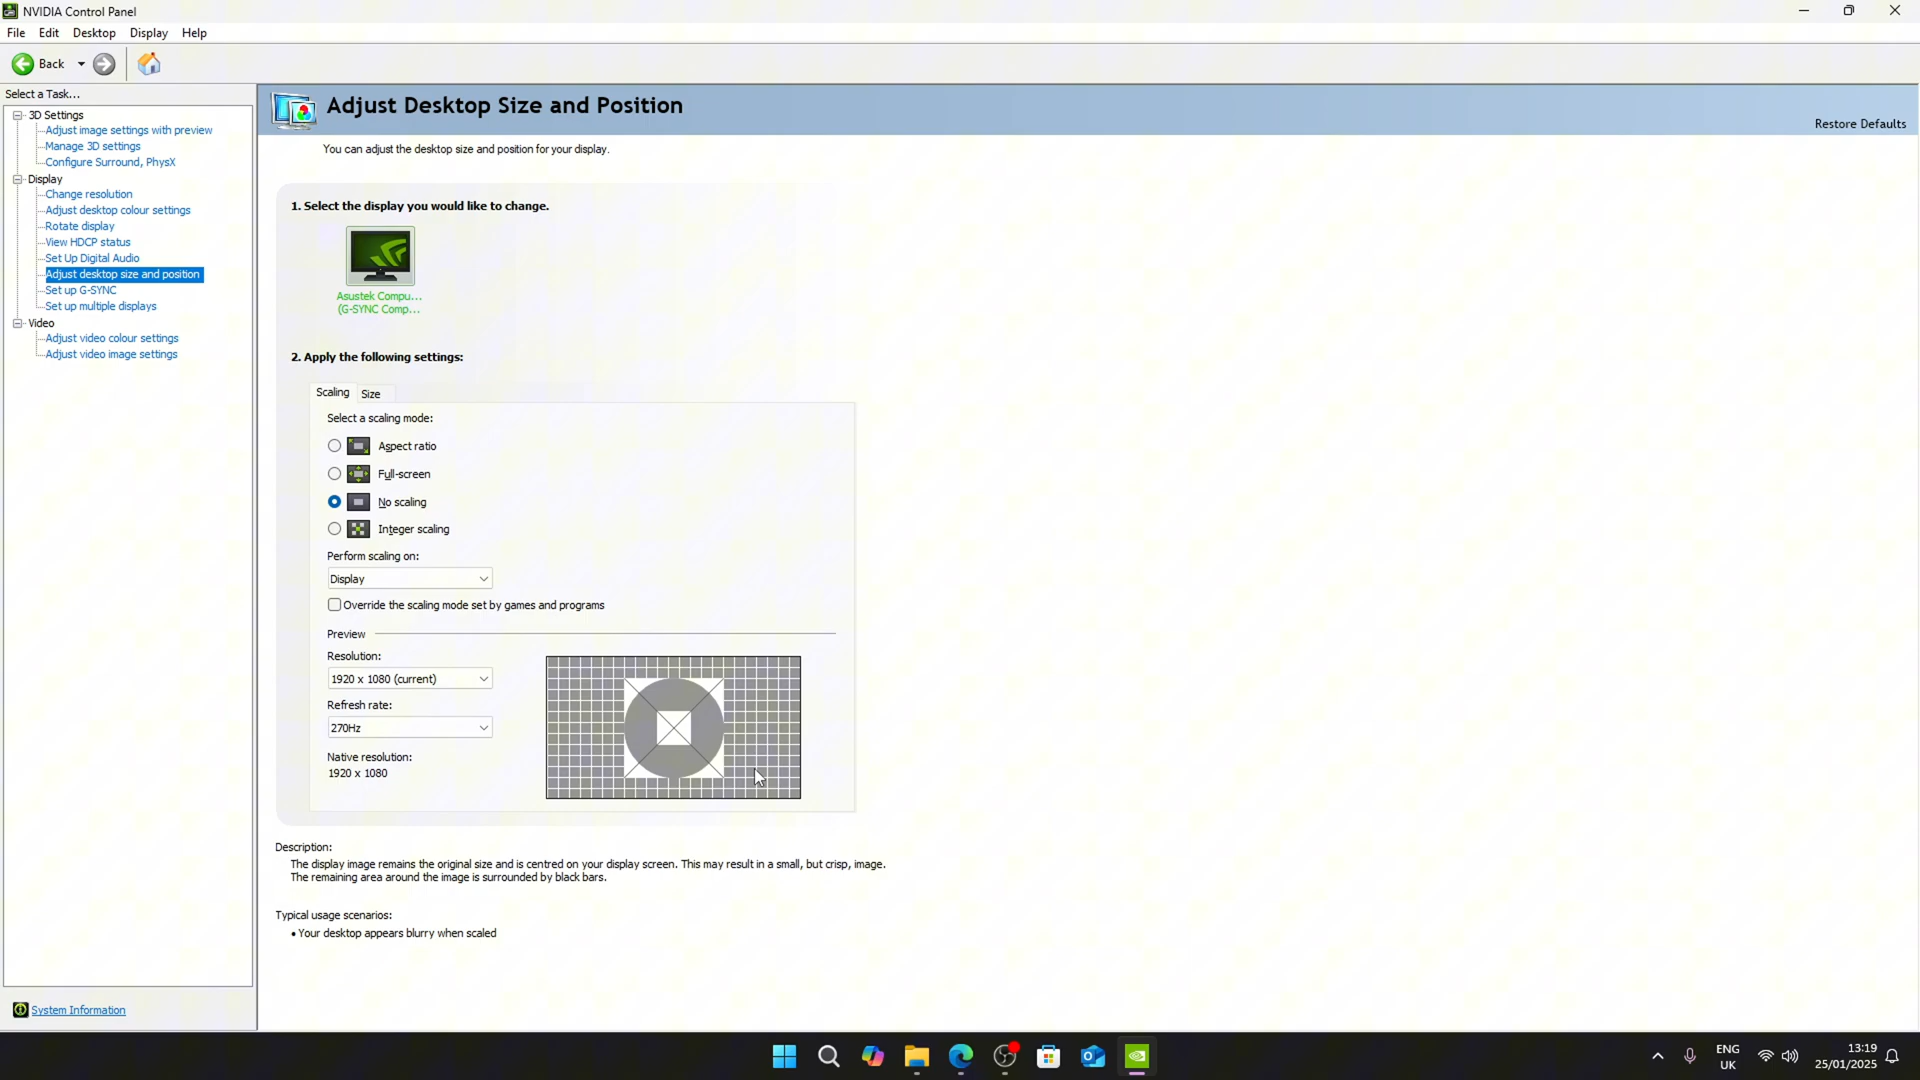 NVIDIA Control Panel
File Edit Desktop Display Help
Back
Select a Task...
3D Settings
Adjust image settings with preview
Manage 3D settings
Configure Surround, PhysX
Display
Change resolution
Adjust desktop colour settings
Rotate display
View HDCP status
Set Up Digital Audio
Adjust desktop size and position
Set up G-SYNC
Set up multiple displays
Video
Adjust video colour settings
Adjust video image settings
System Information
Adjust Desktop Size and Position
Restore Defaults
You can adjust the desktop size and position for your display.
1. Select the display you would like to change.
Asustek Compu...
(G-SYNC Comp...
2. Apply the following settings:
Scaling Size
Select a scaling mode:
Aspect ratio
Full-screen
No scaling
Integer scaling
Perform scaling on:
Display
Override the scaling mode set by games and programs
Preview
Resolution:
1920 x 1080 (current)
Refresh rate:
270Hz
Native resolution:
1920 x 1080
Description:
The display image remains the original size and is centred on your display screen. This may result in a small, but crisp, image.
The remaining area around the image is surrounded by black bars.
Typical usage scenarios:
• Your desktop appears blurry when scaled
ENG
UK
13:19
25/01/2025